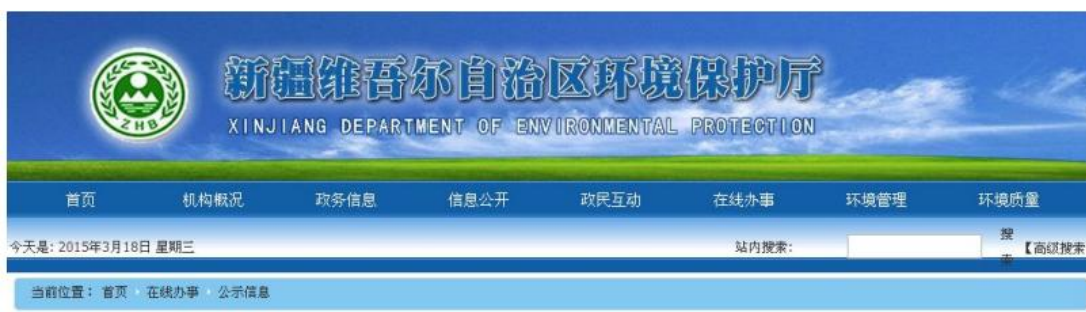 新疆维吾尔自治区环境保护厅
ZHB
XINJIANG DEPARTMENT OF ENVIRONMENTAL PROTECTION
首页 机构概况 政务信息 信息公开 政民互动 在线办事 环境管理 环境质量
今天是: 2015年3月18日 星期三 站内搜索: 搜索 【高级搜索
当前位置: 首页 在线办事 公示信息